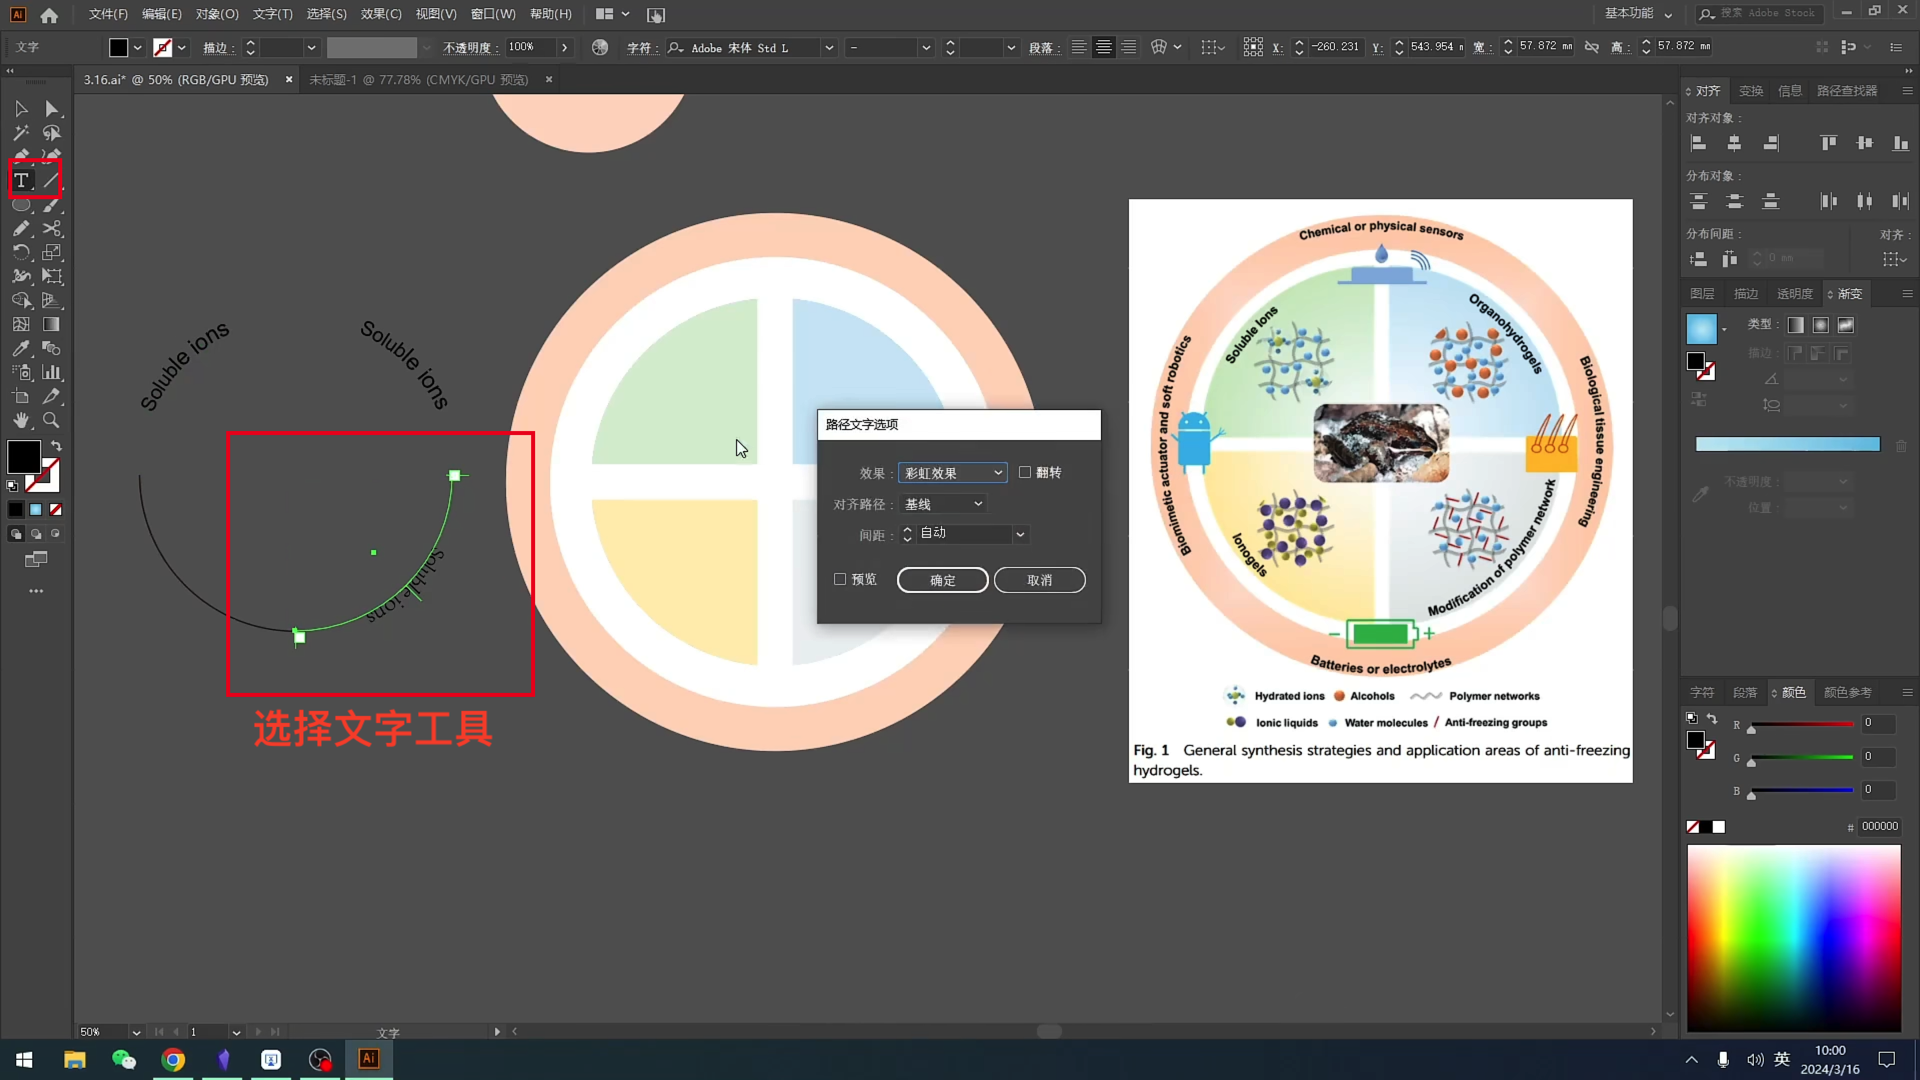 文件(F) 编辑(E) 对象(O) 文字(T) 选择(S) 效果(C) 视图(V) 窗口(W) 帮助(H)
基本功能
搜索 Adobe Stock
文字
描边：
不透明度：
100%
字符：
Adobe 宋体 Std L
段落：
X: -260.231
Y: 543.954
宽：
57.872 mm
高：
57.872 mm
3.16.ai* @ 50% (RGB/GPU 预览)
未标题-1 @ 77.78% (CMYK/GPU 预览)
对齐 变换 信息 路径查找器
对齐对象：
分布对象：
分布间距：
对齐：
0 mm
图层 描边 透明度 渐变
类型：
描边：
不透明度：
位置：
字符 段落 颜色 颜色参考
R 0
G 0
B 0
# 000000
Soluble ions
Soluble ions
Soluble ions
选择文字工具
路径文字选项
效果：
彩虹效果
翻转
对齐路径：
基线
间距：
自动
预览
确定
取消
Chemical or physical sensors
Soluble ions
Organohydrogels
Biomimetic actuator and soft robotics
Biological tissue engineering
Ionogels
Modification of polymer network
Batteries or electrolytes
Hydrated ions Alcohols Polymer networks
Ionic liquids Water molecules Anti-freezing groups
Fig. 1 General synthesis strategies and application areas of anti-freezing
hydrogels.
50%
1
文字
英
10:00
2024/3/16